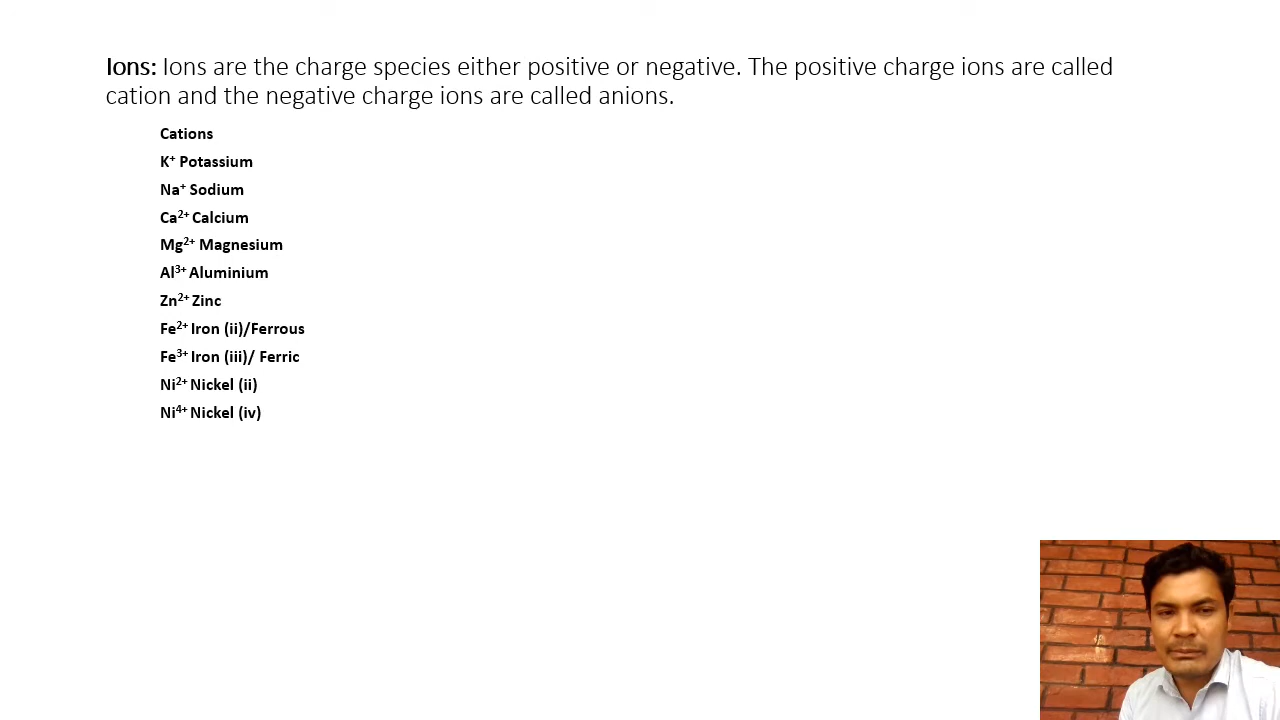 Ions: Ions are the charge species either positive or negative. The positive charge ions are called
cation and the negative charge ions are called anions.
Cations
K⁺ Potassium
Na⁺ Sodium
Ca²⁺ Calcium
Mg²⁺ Magnesium
Al³⁺ Aluminium
Zn²⁺ Zinc
Fe²⁺ Iron (ii)/Ferrous
Fe³⁺ Iron (iii)/ Ferric
Ni²⁺ Nickel (ii)
Ni⁴⁺ Nickel (iv)